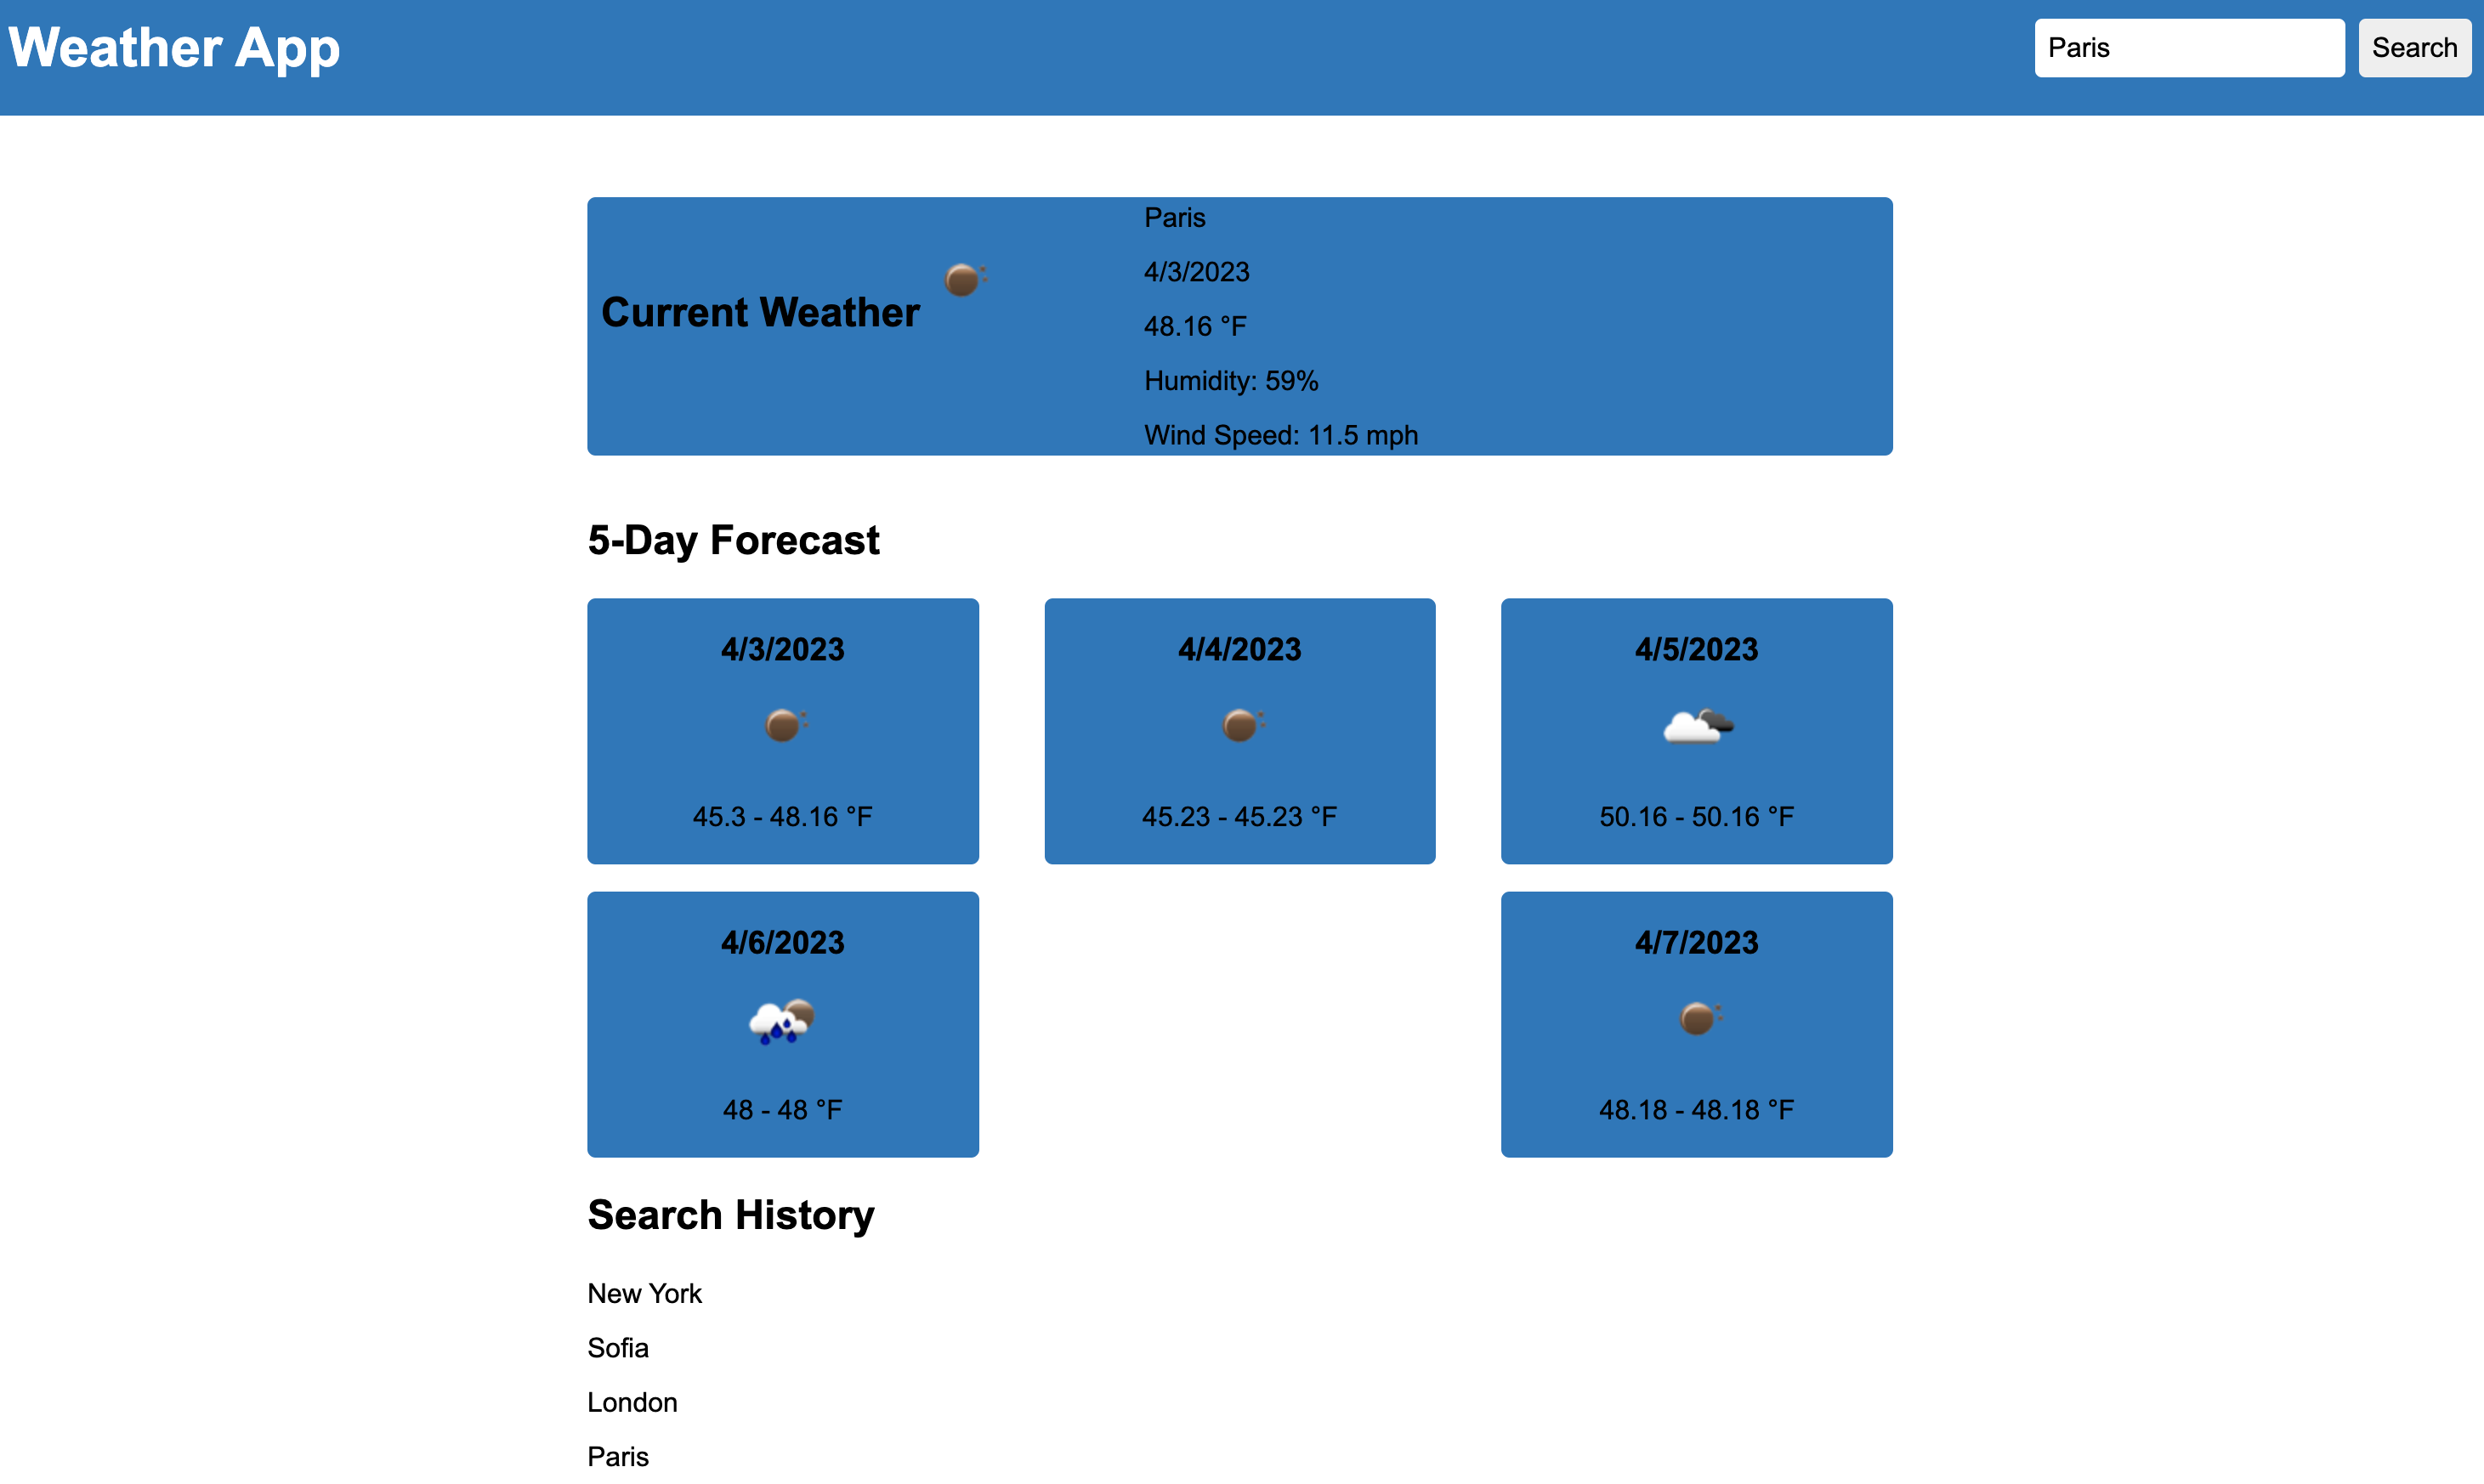 Weather App
Paris
Search
Current Weather
Paris
4/3/2023
48.16 °F
Humidity: 59%
Wind Speed: 11.5 mph
5-Day Forecast
4/3/2023
45.3 - 48.16 °F
4/4/2023
45.23 - 45.23 °F
4/5/2023
50.16 - 50.16 °F
4/6/2023
48 - 48 °F
4/7/2023
48.18 - 48.18 °F
Search History
New York
Sofia
London
Paris